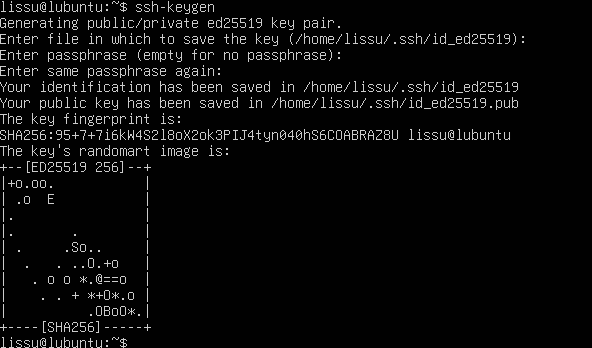 lissu@lubuntu:~$ ssh-keygen
Generating public/private ed25519 key pair.
Enter file in which to save the key (/home/lissu/.ssh/id_ed25519):
Enter passphrase (empty for no passphrase):
Enter same passphrase again:
Your identification has been saved in /home/lissu/.ssh/id_ed25519
Your public key has been saved in /home/lissu/.ssh/id_ed25519.pub
The key fingerprint is:
SHA256:95+7+7i6kW4S2l8oX2ok3PIJ4tyn040hS6COABRAZ8U lissu@lubuntu
The key's randomart image is:
+--[ED25519 256]--+
|+o.oo.           |
| .o  E           |
|.                |
|.       .        |
| .     .So..     |
|  .   . ..O.+o   |
|   . o o *.@==o  |
|    . . + *+O*.o |
|          .OBoO*.|
+----[SHA256]-----+
lissu@lubuntu:~$